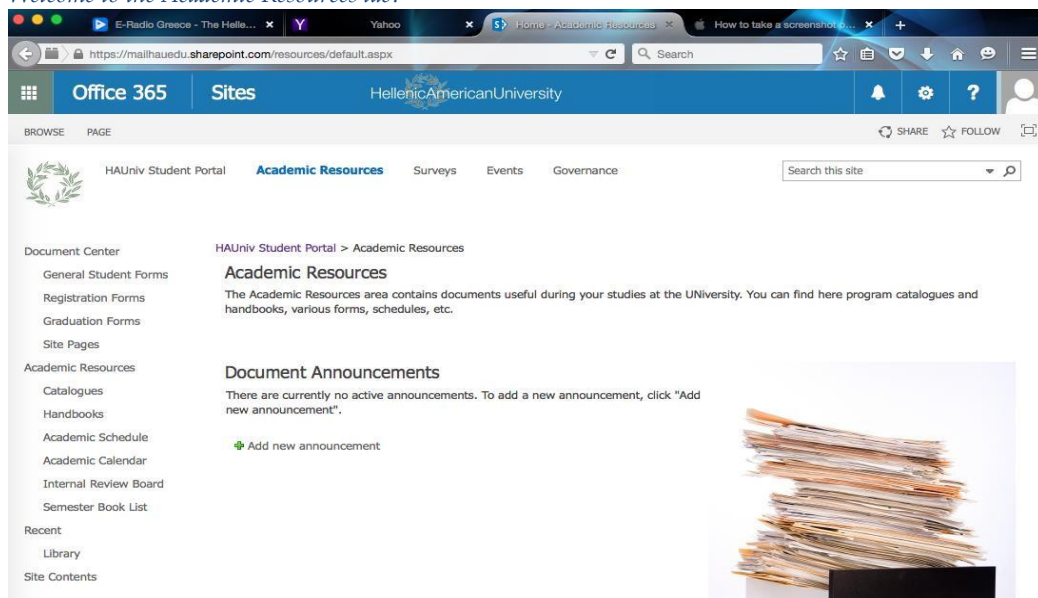 Welcome to the Academic Resources tab!
E-Radio Greece - The Helle... ×
Y Yahoo ×
S Home - Academic Resources ×
How to take a screenshot o... × +
https://mailhauedu.sharepoint.com/resources/default.aspx
Search
Office 365
Sites
HellenicAmericanUniversity
?
BROWSE PAGE
SHARE FOLLOW
HAUniv Student Portal Academic Resources Surveys Events Governance
Search this site
Document Center
General Student Forms
Registration Forms
Graduation Forms
Site Pages
Academic Resources
Catalogues
Handbooks
Academic Schedule
Academic Calendar
Internal Review Board
Semester Book List
Recent
Library
Site Contents
HAUniv Student Portal > Academic Resources
Academic Resources
The Academic Resources area contains documents useful during your studies at the UNiversity. You can find here program catalogues and
handbooks, various forms, schedules, etc.
Document Announcements
There are currently no active announcements. To add a new announcement, click "Add
new announcement".
Add new announcement